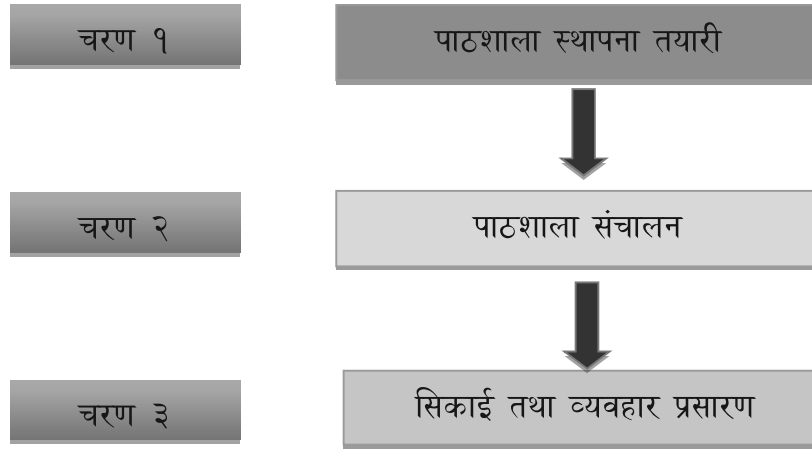 चरण १
पाठशाला स्थापना तयारी
चरण २
पाठशाला संचालन
चरण ३
सिकाई तथा व्यवहार प्रसारण